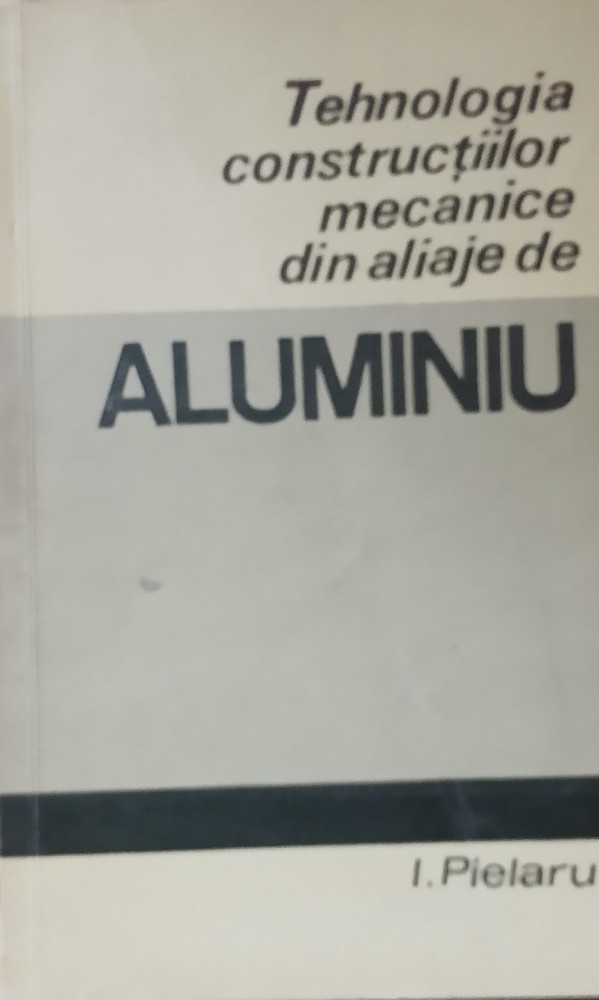 Tehnologia
construcțiilor
mecanice
din aliaje de
ALUMINIU
I. Pielaru